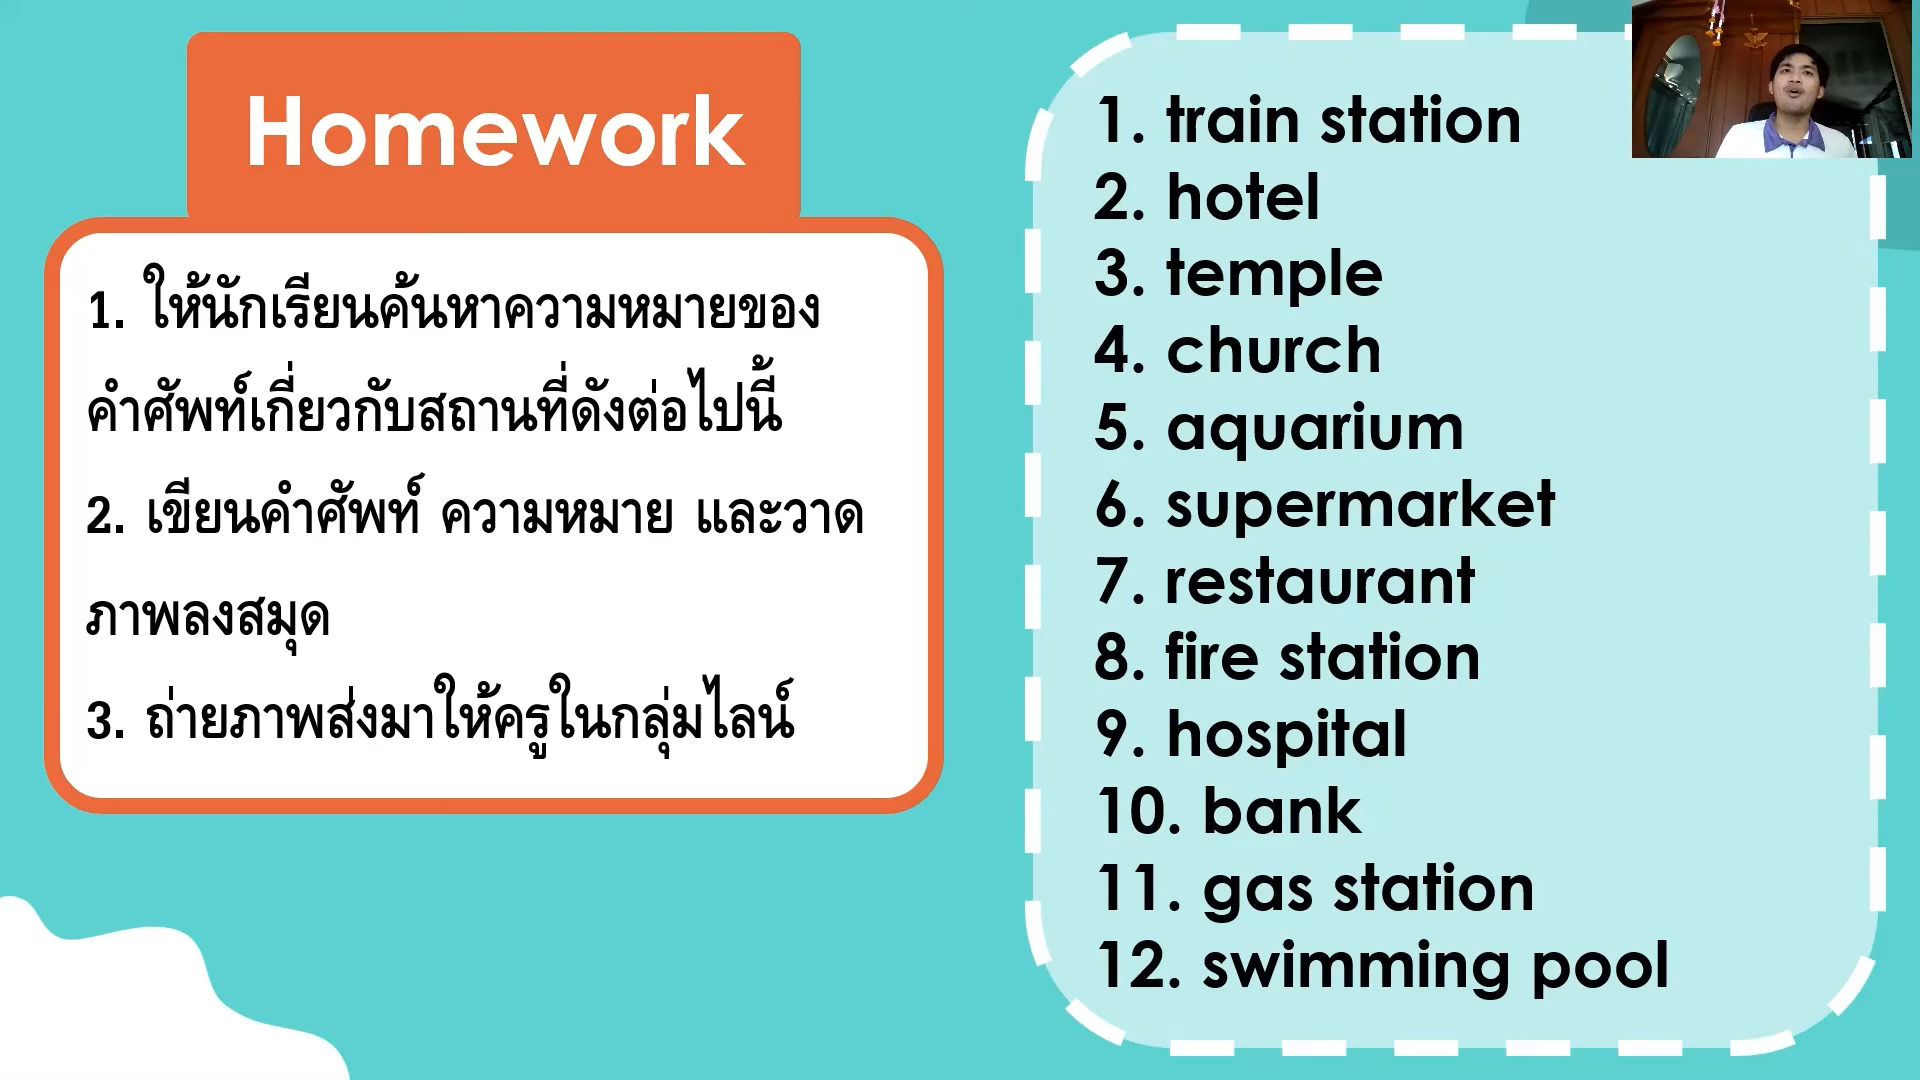 Homework
1. ให้นักเรียนค้นหาความหมายของ
คำศัพท์เกี่ยวกับสถานที่ดังต่อไปนี้
2. เขียนคำศัพท์ ความหมาย และวาด
ภาพลงสมุด
3. ถ่ายภาพส่งมาให้ครูในกลุ่มไลน์
1. train station
2. hotel
3. temple
4. church
5. aquarium
6. supermarket
7. restaurant
8. fire station
9. hospital
10. bank
11. gas station
12. swimming pool